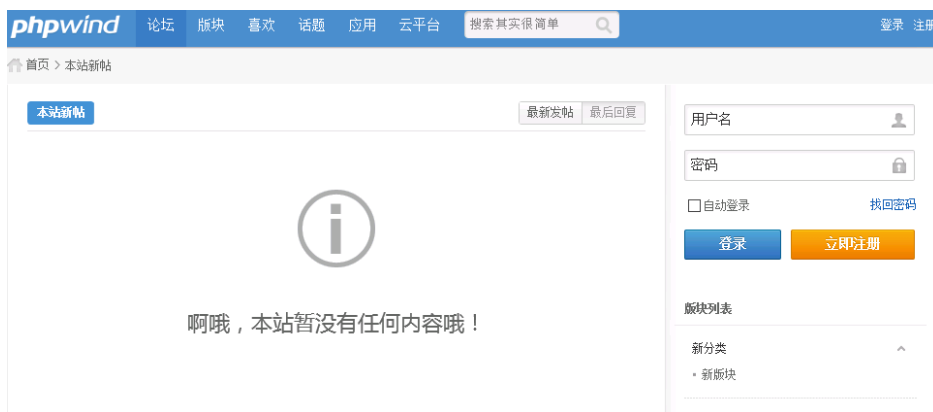 phpwind 论坛 版块 喜欢 话题 应用 云平台 搜索其实很简单 登录 注册
首页 > 本站新帖
本站新帖 最新发帖 最后回复
啊哦，本站暂没有任何内容哦！
用户名
密码
自动登录 找回密码
登录 立即注册
版块列表
新分类
新版块